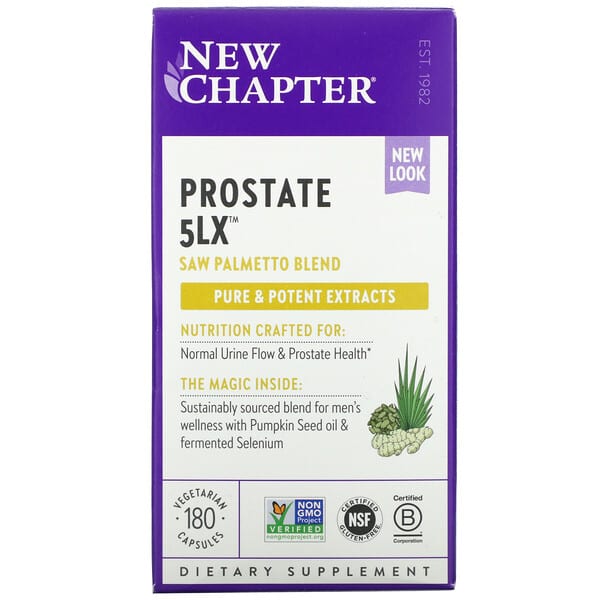 NEW
CHAPTER®
EST. 1982
NEW
LOOK
PROSTATE
5LX™
SAW PALMETTO BLEND
PURE & POTENT EXTRACTS
NUTRITION CRAFTED FOR:
Normal Urine Flow & Prostate Health*
THE MAGIC INSIDE:
Sustainably sourced blend for men's
wellness with Pumpkin Seed oil &
fermented Selenium
VEGETARIAN
180
CAPSULES
NON
GMO
Project
VERIFIED
nongmoproject.org
CERTIFIED
NSF
GLUTEN-FREE
Certified
B
Corporation
DIETARY SUPPLEMENT